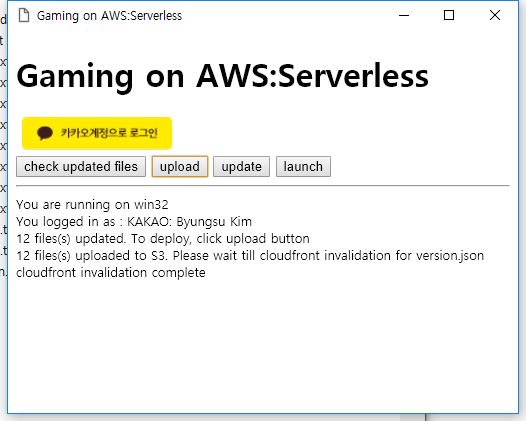 Gaming on AWS:Serverless
Gaming on AWS:Serverless
카카오계정으로 로그인
check updated files upload update launch
You are running on win32
You logged in as : KAKAO: Byungsu Kim
12 files(s) updated. To deploy, click upload button
12 files(s) uploaded to S3. Please wait till cloudfront invalidation for version.json
cloudfront invalidation complete